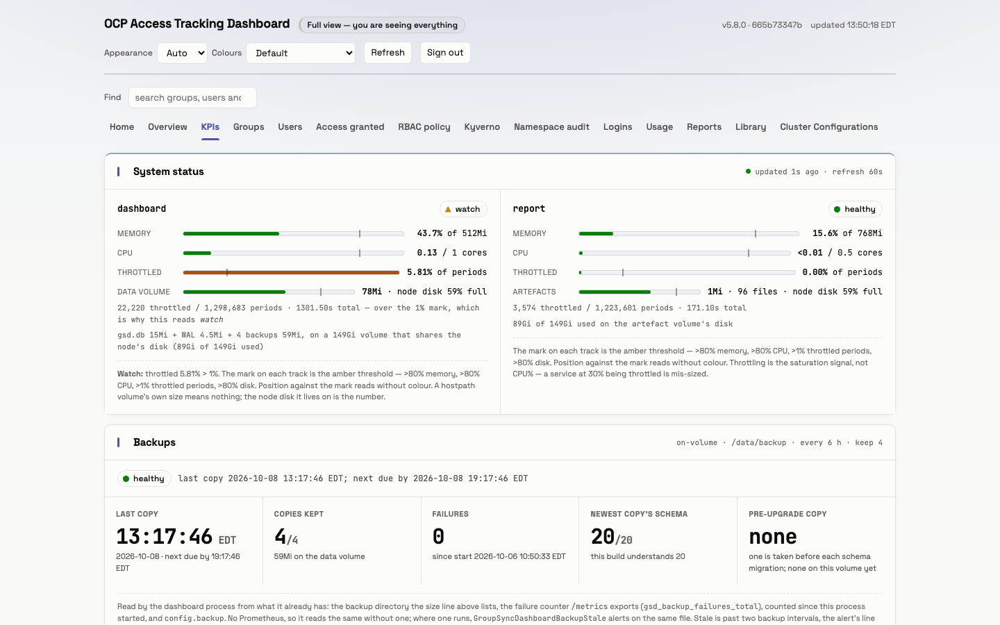 OCP Access Tracking Dashboard
Full view — you are seeing everything
v5.8.0 · 665b73347b updated 13:50:18 EDT
Appearance Auto Colours Default Refresh Sign out
Find search groups, users and
Home Overview KPIs Groups Users Access granted RBAC policy Kyverno Namespace audit Logins Usage Reports Library Cluster Configurations
System status
updated 1s ago · refresh 60s
dashboard
watch
MEMORY 43.7% of 512Mi
CPU 0.13 / 1 cores
THROTTLED 5.81% of periods
DATA VOLUME 78Mi · node disk 59% full
22,220 throttled / 1,298,683 periods · 1301.50s total — over the 1% mark, which
is why this reads watch
gsd.db 15Mi + WAL 4.5Mi + 4 backups 59Mi, on a 149Gi volume that shares the
node's disk (89Gi of 149Gi used)
Watch: throttled 5.81% > 1%. The mark on each track is the amber threshold — >80% memory, >80%
CPU, >1% throttled periods, >80% disk. Position against the mark reads without colour. A hostpath
volume's own size means nothing; the node disk it lives on is the number.
report
healthy
MEMORY 15.6% of 768Mi
CPU <0.01 / 0.5 cores
THROTTLED 0.00% of periods
ARTEFACTS 1Mi · 96 files · node disk 59% full
3,574 throttled / 1,223,601 periods · 171.10s total
89Gi of 149Gi used on the artefact volume's disk
The mark on each track is the amber threshold — >80% memory, >80% CPU, >1% throttled periods,
>80% disk. Position against the mark reads without colour. Throttling is the saturation signal, not
CPU% — a service at 30% being throttled is mis-sized.
Backups
on-volume · /data/backup · every 6 h · keep 4
healthy last copy 2026-10-08 13:17:46 EDT; next due by 2026-10-08 19:17:46 EDT
LAST COPY
13:17:46 EDT
2026-10-08 · next due by 19:17:46
EDT
COPIES KEPT
4/4
59Mi on the data volume
FAILURES
0
since start 2026-10-06 10:50:33 EDT
NEWEST COPY'S SCHEMA
20/20
this build understands 20
PRE-UPGRADE COPY
none
one is taken before each schema
migration; none on this volume yet
Read by the dashboard process from what it already has: the backup directory the size line above lists, the failure counter /metrics exports (gsd_backup_failures_total), counted since this process
started, and config.backup. No Prometheus, so it reads the same without one; where one runs, GroupSyncDashboardBackupStale alerts on the same file. Stale is past two backup intervals, the alert's line